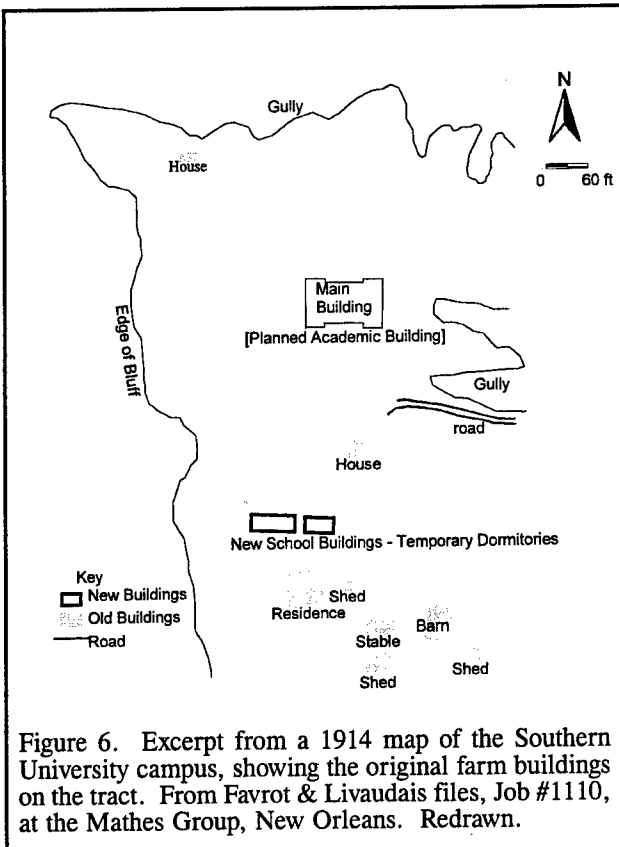 N
Gully
House
0 60 ft
Main
Building
[Planned Academic Building]
Edge of Bluff
Gully
road
House
New School Buildings - Temporary Dormitories
Key
New Buildings
Old Buildings
Road
Shed
Residence
Barn
Stable
Shed
Shed
Figure 6. Excerpt from a 1914 map of the Southern
University campus, showing the original farm buildings
on the tract. From Favrot & Livaudais files, Job #1110,
at the Mathes Group, New Orleans. Redrawn.